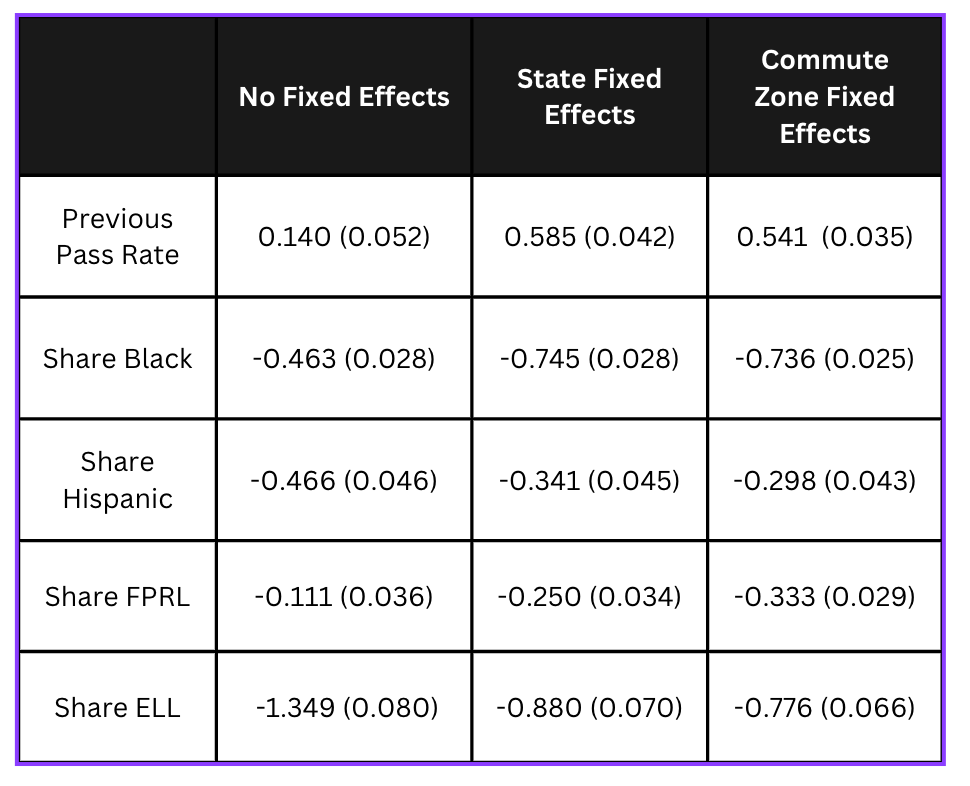 No Fixed Effects
State Fixed
Effects
Commute
Zone Fixed
Effects
Previous
Pass Rate
0.140 (0.052)
0.585 (0.042)
0.541 (0.035)
Share Black
-0.463 (0.028)
-0.745 (0.028)
-0.736 (0.025)
Share
Hispanic
-0.466 (0.046)
-0.341 (0.045)
-0.298 (0.043)
Share FPRL
-0.111 (0.036)
-0.250 (0.034)
-0.333 (0.029)
Share ELL
-1.349 (0.080)
-0.880 (0.070)
-0.776 (0.066)